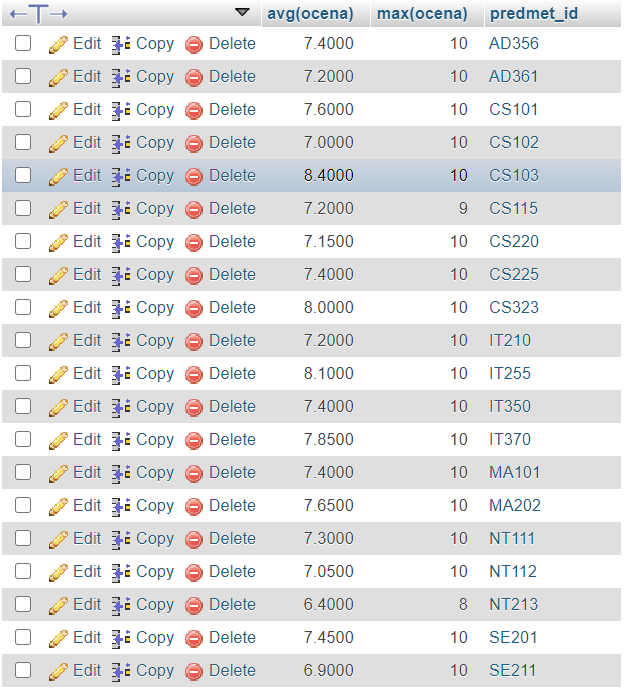 avg(ocena) max(ocena) predmet_id
Edit Copy Delete 7.4000 10 AD356
Edit Copy Delete 7.2000 10 AD361
Edit Copy Delete 7.6000 10 CS101
Edit Copy Delete 7.0000 10 CS102
Edit Copy Delete 8.4000 10 CS103
Edit Copy Delete 7.2000 9 CS115
Edit Copy Delete 7.1500 10 CS220
Edit Copy Delete 7.4000 10 CS225
Edit Copy Delete 8.0000 10 CS323
Edit Copy Delete 7.2000 10 IT210
Edit Copy Delete 8.1000 10 IT255
Edit Copy Delete 7.4000 10 IT350
Edit Copy Delete 7.8500 10 IT370
Edit Copy Delete 7.4000 10 MA101
Edit Copy Delete 7.6500 10 MA202
Edit Copy Delete 7.3000 10 NT111
Edit Copy Delete 7.0500 10 NT112
Edit Copy Delete 6.4000 8 NT213
Edit Copy Delete 7.4500 10 SE201
Edit Copy Delete 6.9000 10 SE211